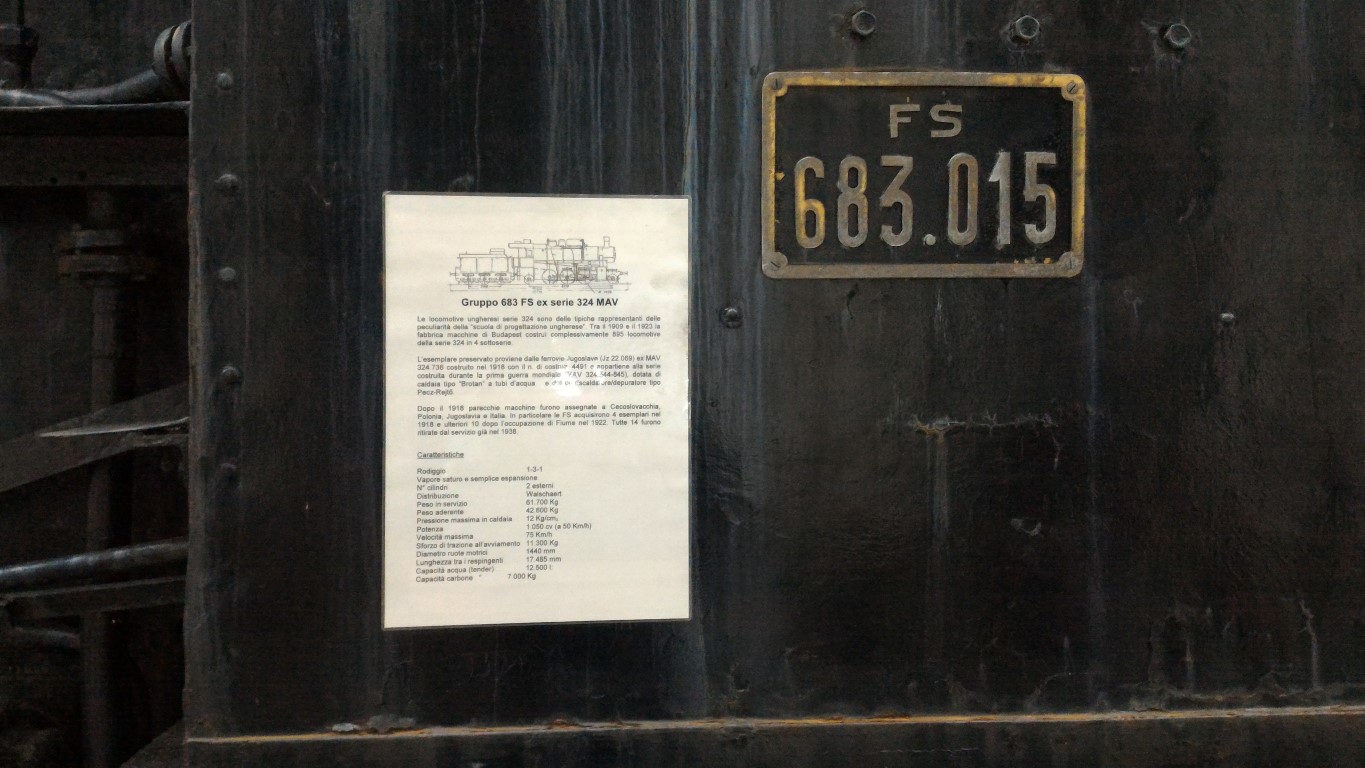 FS
683.015
Gruppo 683 FS ex serie 324 MAV
Le locomotive ungheresi serie 324 sono delle tipiche rappresentanti delle
peculiarità della "scuola di progettazione ungherese". Tra il 1909 e il 1923 la
fabbrica macchine di Budapest costruì complessivamente 895 locomotive
della serie 324 in 4 sottoserie.
L'esemplare preservato proviene dalle ferrovie Jugoslave (Jz 22.069) ex MAV
324.736 costruito nel 1918 con il n. di 4491 e appartiene alla serie
costruita durante la prima guerra mondiale dotata di
caldaia tipo "Brotan" a tubi d'acqua e tipo
Pecz-Rejtö.
Dopo il 1918 parecchie macchine furono assegnate a Cecoslovacchia,
Polonia, Jugoslavia e Italia. In particolare le FS acquisirono 4 esemplari nel
1918 e ulteriori 10 dopo l'occupazione di Fiume nel 1922. Tutte 14 furono
ritirate dal servizio già nel 1938.
Caratteristiche
Rodiggio 1-3-1
Vapore saturo e semplice espansione
N° cilindri 2 esterni
Distribuzione Walschaert
Peso in servizio 61.700 Kg
Peso aderente 42.600 Kg
Pressione massima in caldaia 12 Kg/cm₂
Potenza 1.050 cv (a 50 Km/h)
Velocità massima 75 Km/h
Sforzo di trazione all'avviamento 11.300 Kg
Diametro ruote motrici 1440 mm
Lunghezza tra i respingenti 17.465 mm
Capacità acqua (tender) 12.500 l
Capacità carbone " 7.000 Kg